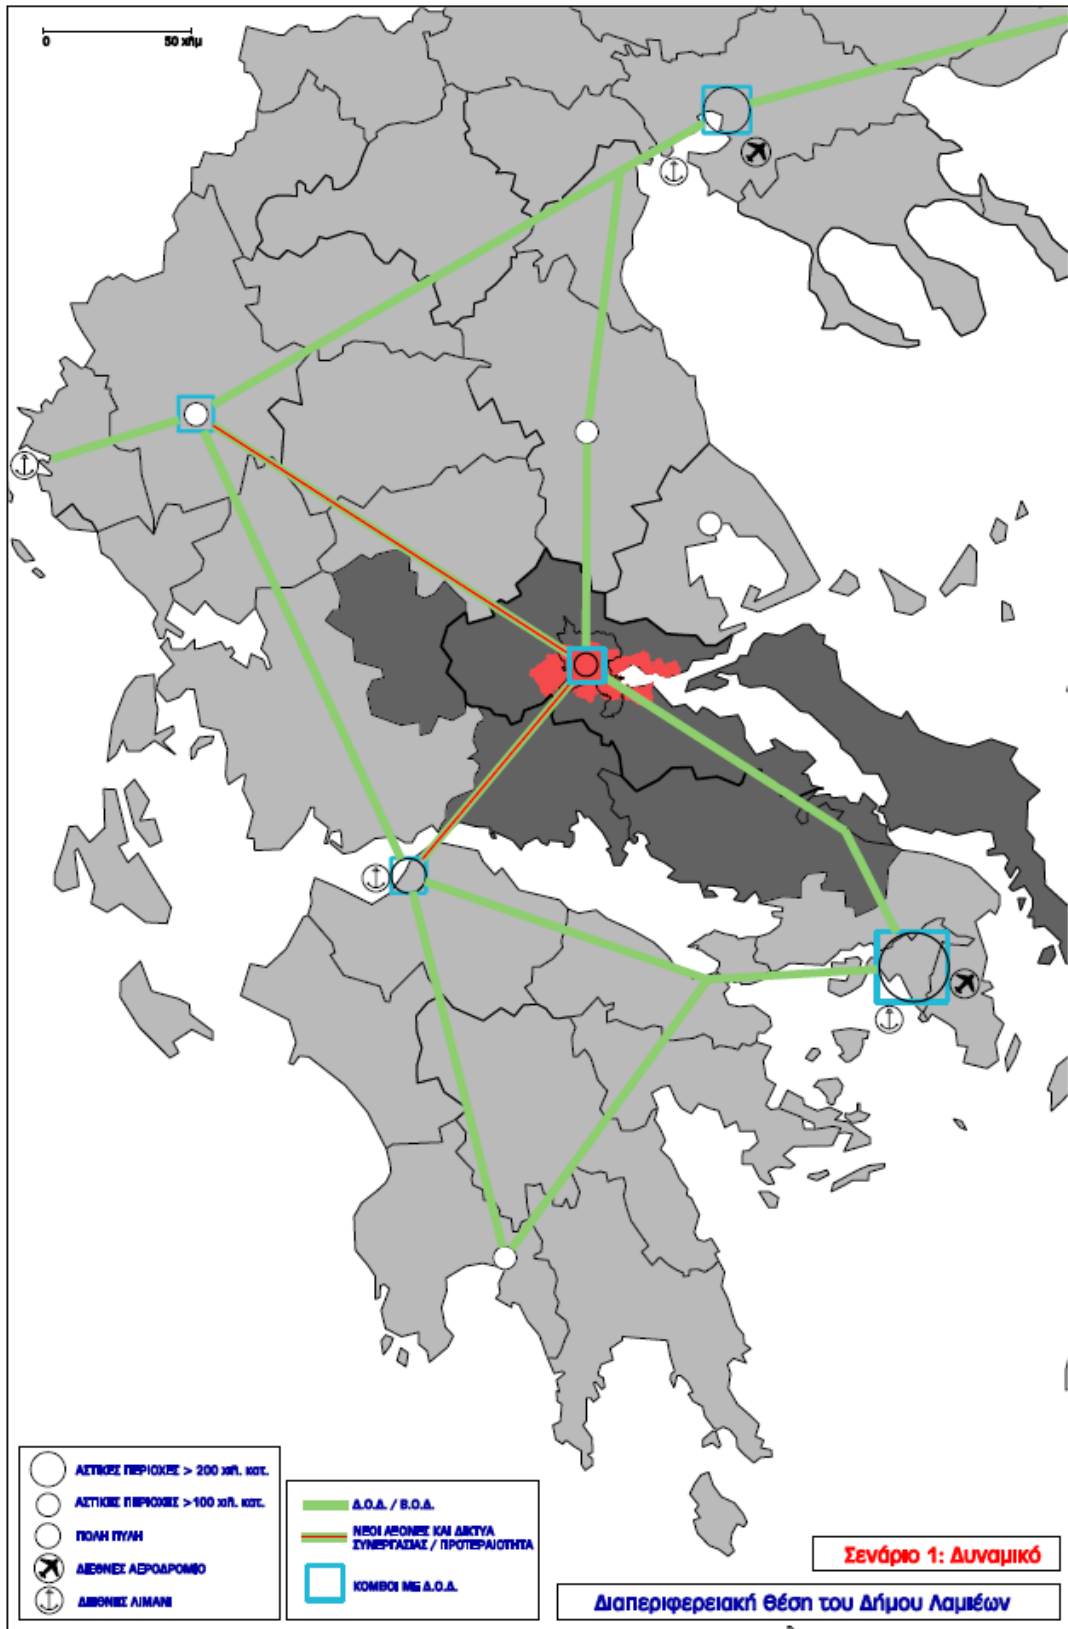 0 50 χλμ
ΑΣΤΙΚΕΣ ΠΕΡΙΟΧΕΣ > 200 χιλ. κατ.
ΑΣΤΙΚΕΣ ΠΕΡΙΟΧΕΣ >100 χιλ. κατ.
ΠΟΛΗ ΠΥΛΗ
ΔΙΕΘΝΕΣ ΑΕΡΟΔΡΟΜΙΟ
ΔΙΕΘΝΕΣ ΛΙΜΑΝΙ
Δ.Ο.Δ. / Β.Ο.Δ.
ΝΕΟΙ ΑΞΟΝΕΣ ΚΑΙ ΔΙΚΤΥΑ
ΣΥΝΕΡΓΑΣΙΑΣ / ΠΡΟΤΕΡΑΙΟΤΗΤΑ
ΚΟΜΒΟΙ ΜΕ Δ.Ο.Δ.
Σενάριο 1: Δυναμικό
Διαπεριφερειακή θέση του Δήμου Λαμιέων